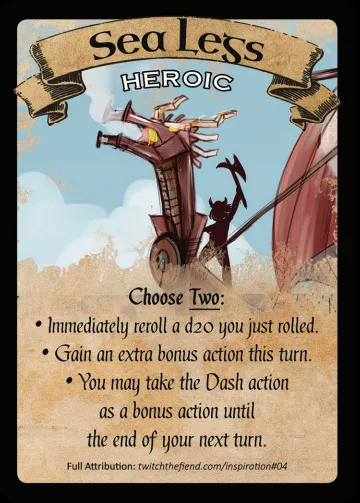 Sea Legs
HEROIC
Choose Two:
• Immediately reroll a d20 you just rolled.
• Gain an extra bonus action this turn.
• You may take the Dash action
as a bonus action until
the end of your next turn.
Full Attribution: twitchthefiend.com/inspiration#04